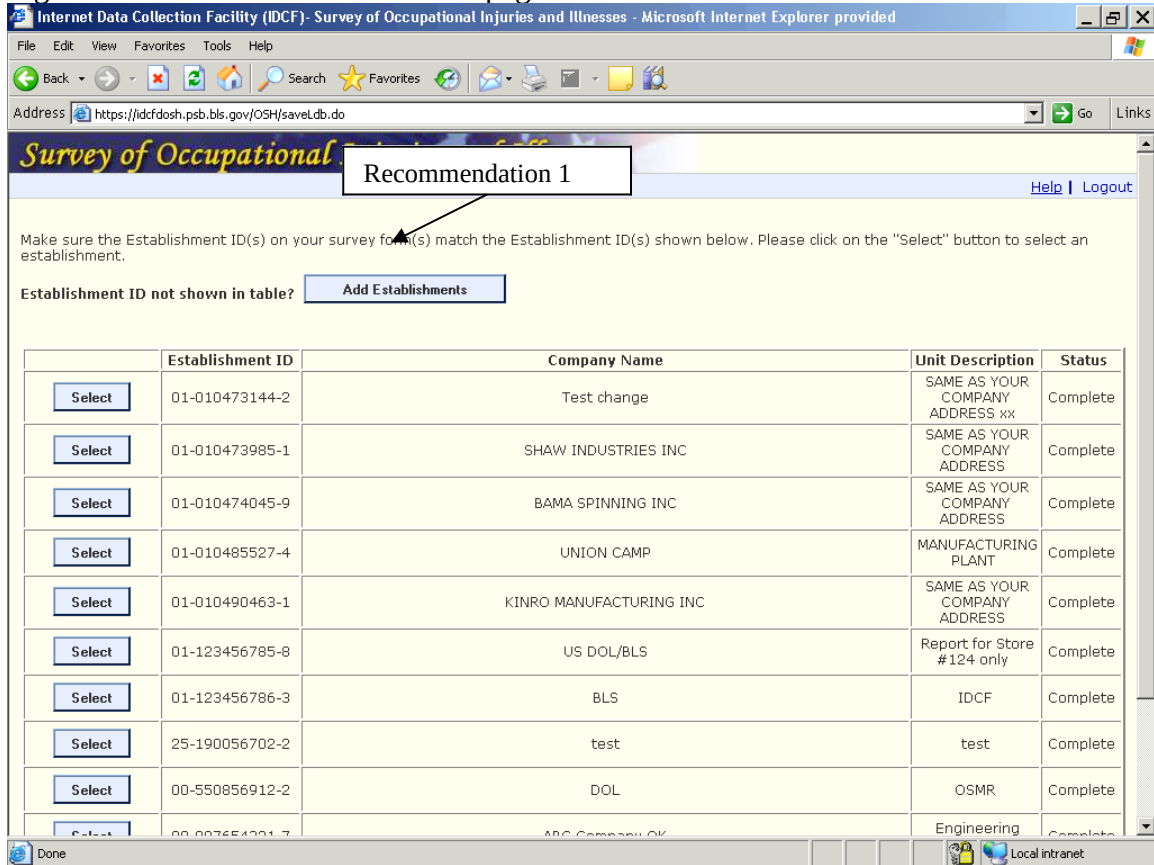 Internet Data Collection Facility (IDCF)- Survey of Occupational Injuries and Illnesses - Microsoft Internet Explorer provided
File Edit View Favorites Tools Help
Back Search Favorites
Address https://idcfdosh.psb.bls.gov/OSH/saveLdb.do Go Links
Survey of Occupational
Recommendation 1
Help | Logout
Make sure the Establishment ID(s) on your survey form(s) match the Establishment ID(s) shown below. Please click on the "Select" button to select an
establishment.
Establishment ID not shown in table? Add Establishments
Establishment ID Company Name Unit Description Status
Select 01-010473144-2 Test change SAME AS YOUR COMPANY ADDRESS xx Complete
Select 01-010473985-1 SHAW INDUSTRIES INC SAME AS YOUR COMPANY ADDRESS Complete
Select 01-010474045-9 BAMA SPINNING INC SAME AS YOUR COMPANY ADDRESS Complete
Select 01-010485527-4 UNION CAMP MANUFACTURING PLANT Complete
Select 01-010490463-1 KINRO MANUFACTURING INC SAME AS YOUR COMPANY ADDRESS Complete
Select 01-123456785-8 US DOL/BLS Report for Store #124 only Complete
Select 01-123456786-3 BLS IDCF Complete
Select 25-190056702-2 test test Complete
Select 00-550856912-2 DOL OSMR Complete
Select Engineering Complete
Done Local intranet